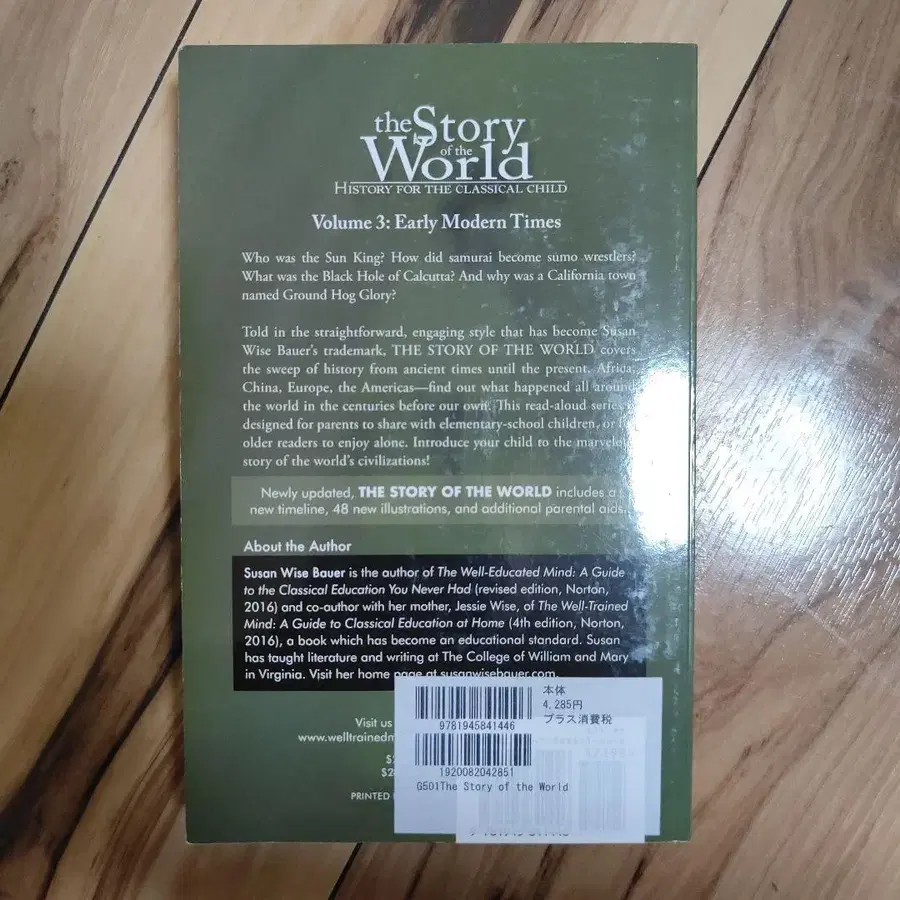 the Story
of the
World
HISTORY FOR THE CLASSICAL CHILD
Volume 3: Early Modern Times
Who was the Sun King? How did samurai become sumo wrestlers?
What was the Black Hole of Calcutta? And why was a California town
named Ground Hog Glory?
Told in the straightforward, engaging style that has become Susan
Wise Bauer's trademark, THE STORY OF THE WORLD covers
the sweep of history from ancient times until the present. Africa,
China, Europe, the Americas—find out what happened all around
the world in the centuries before our own. This read-aloud series is
designed for parents to share with elementary-school children, or for
older readers to enjoy alone. Introduce your child to the marvelous
story of the world's civilizations!
Newly updated, THE STORY OF THE WORLD includes a
new timeline, 48 new illustrations, and additional parental aids.
About the Author
Susan Wise Bauer is the author of The Well-Educated Mind: A Guide
to the Classical Education You Never Had (revised edition, Norton,
2016) and co-author with her mother, Jessie Wise, of The Well-Trained
Mind: A Guide to Classical Education at Home (4th edition, Norton,
2016), a book which has become an educational standard. Susan
has taught literature and writing at The College of William and Mary
in Virginia. Visit her home page at susanwisebauer.com.
Visit us
www.welltrainedm
PRINTED
本体
4,285円
プラス消費税
9781945841446
1920082042851
G501The Story of the World